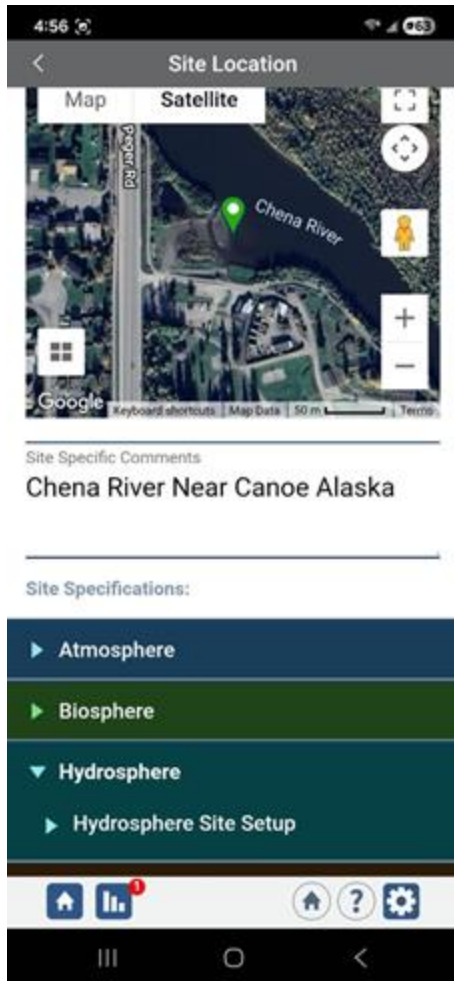 4:56
63
Site Location
Map
Satellite
Peger Rd
Chena River
Google
Keyboard shortcuts
Map Data
50 m
Terms
Site Specific Comments
Chena River Near Canoe Alaska
Site Specifications:
Atmosphere
Biosphere
Hydrosphere
Hydrosphere Site Setup
1
?